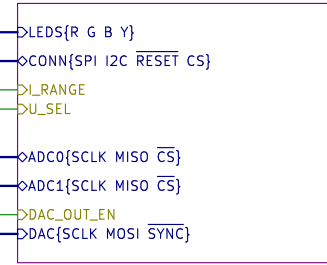 LEDS{R G B Y}
CONN{SPI I2C RESET CS}
I_RANGE
U_SEL
ADC0{SCLK MISO CS}
ADC1{SCLK MISO CS}
DAC_OUT_EN
DAC{SCLK MOSI SYNC}